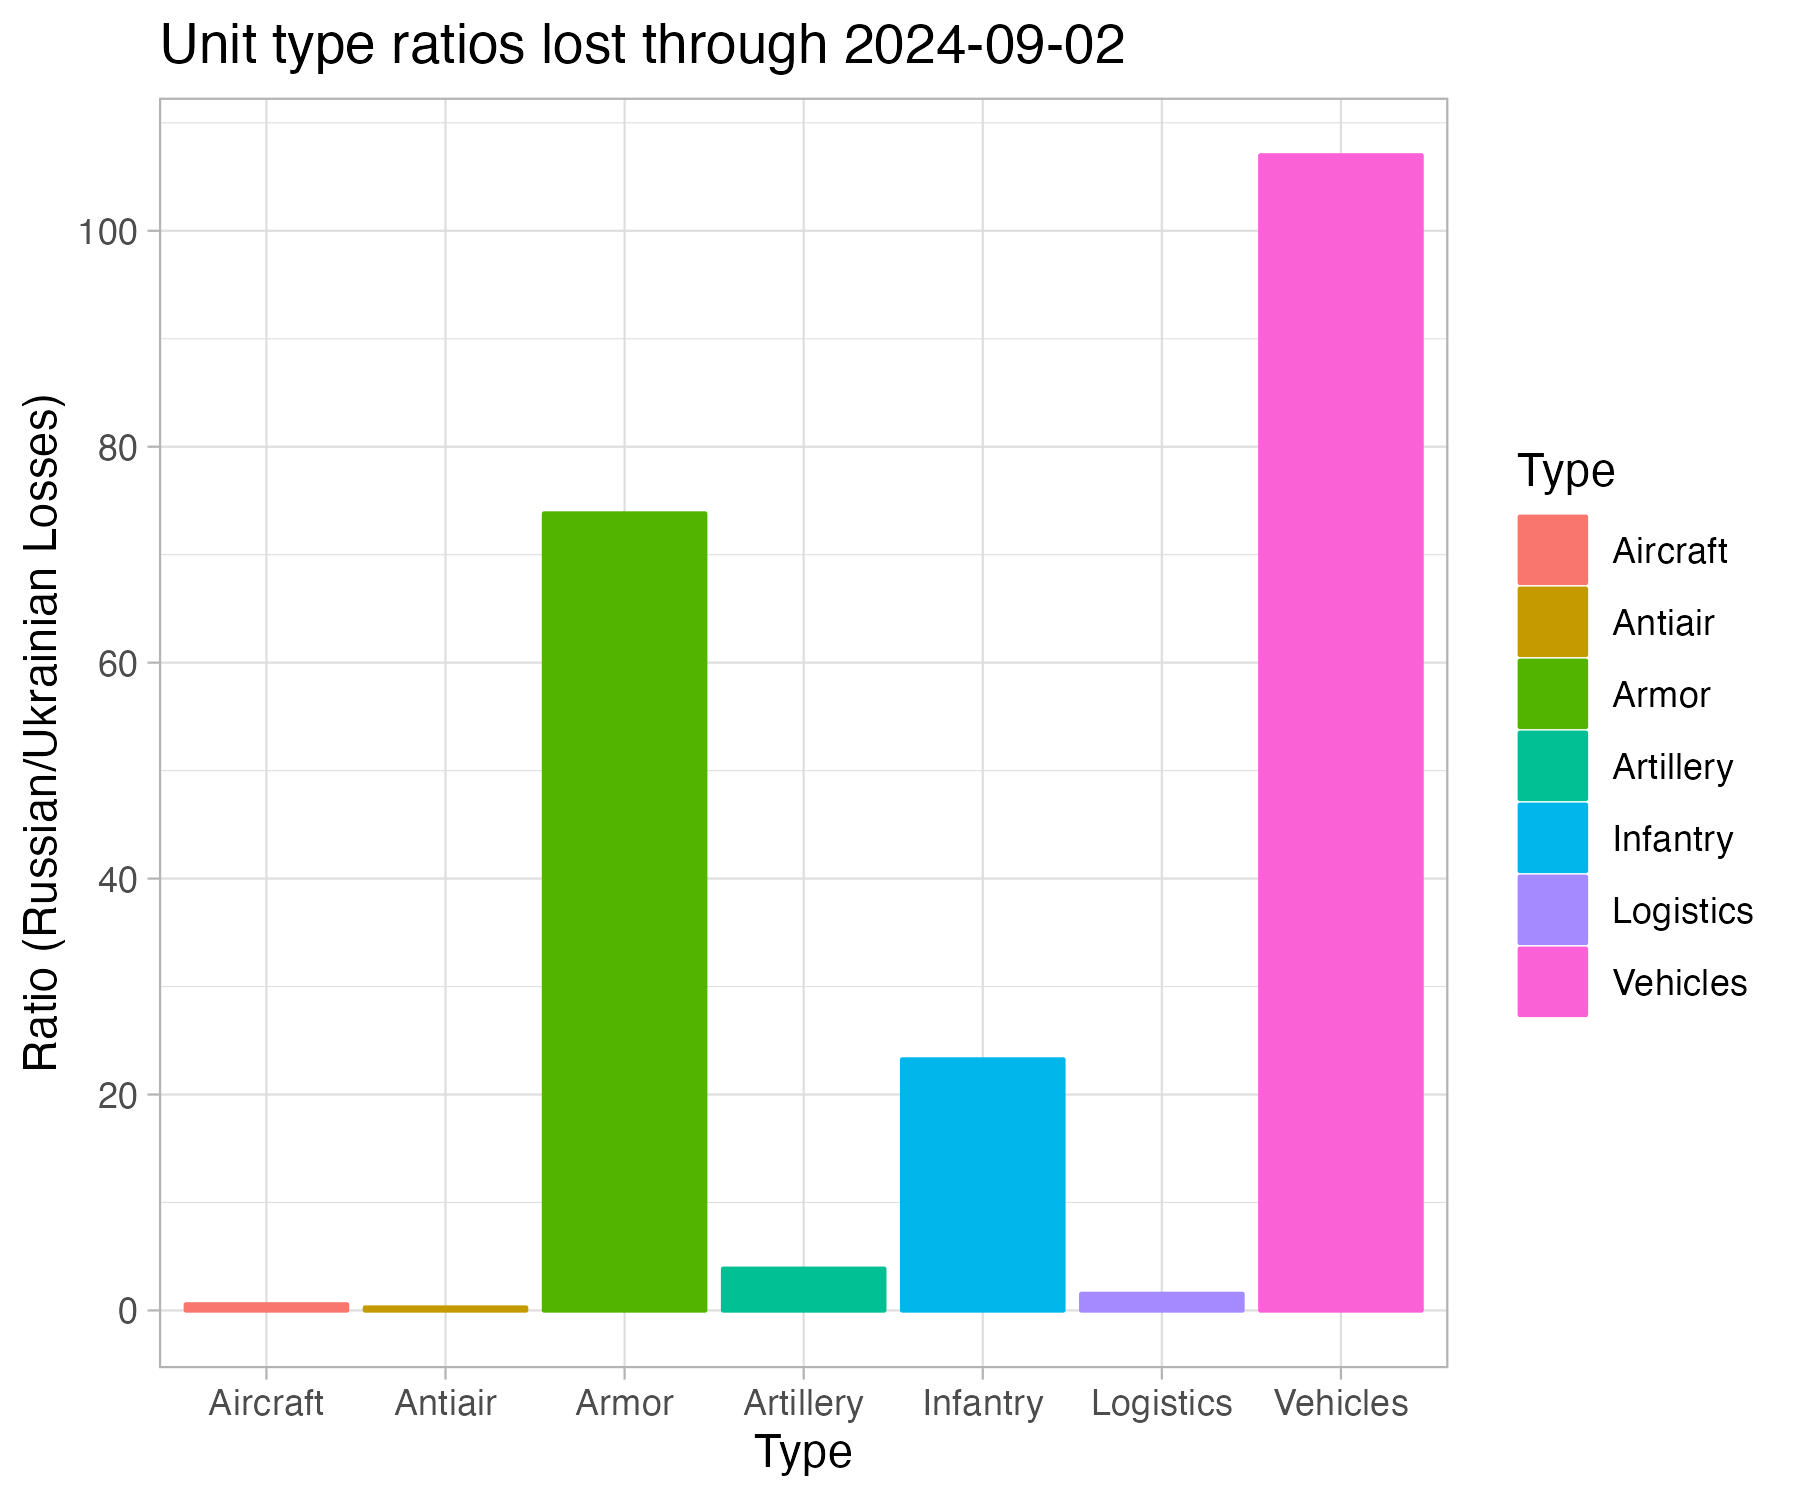 Unit type ratios lost through 2024-09-02
Ratio (Russian/Ukrainian Losses)
100
80
60
40
20
0
Aircraft Antiair Armor Artillery Infantry Logistics Vehicles
Type
Type
Aircraft
Antiair
Armor
Artillery
Infantry
Logistics
Vehicles